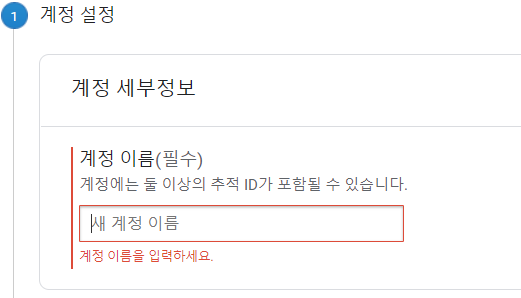 1 계정 설정
계정 세부정보
계정 이름(필수)
계정에는 둘 이상의 추적 ID가 포함될 수 있습니다.
새 계정 이름
계정 이름을 입력하세요.